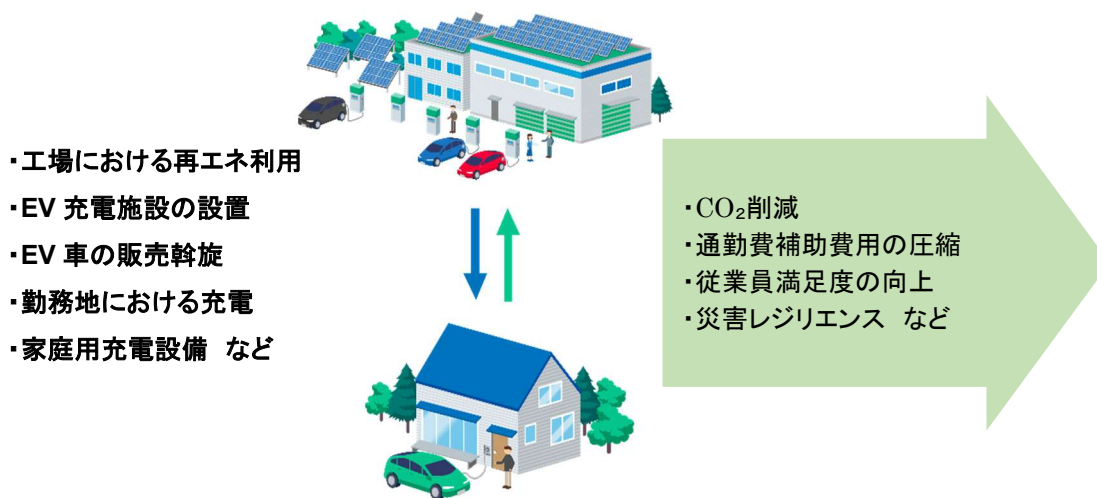 ・工場における再エネ利用
・EV 充電施設の設置
・EV 車の販売斡旋
・勤務地における充電
・家庭用充電設備　など
・CO₂削減
・通勤費補助費用の圧縮
・従業員満足度の向上
・災害レジリエンス　など